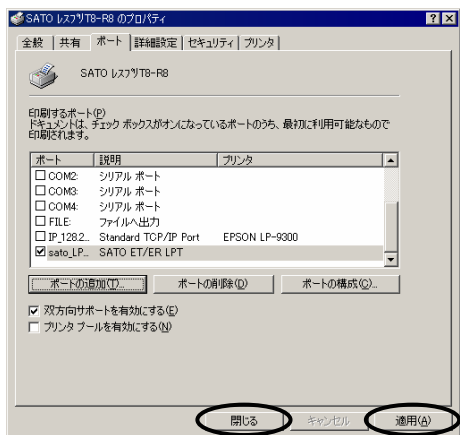 SATO ﾚｽﾌﾟﾘT8-R8 のプロパティ
全般 共有 ポート 詳細設定 セキュリティ プリンタ
SATO ﾚｽﾌﾟﾘT8-R8
印刷するポート(P)
ドキュメントは、チェック ボックスがオンになっているポートのうち、最初に利用可能なもので
印刷されます。
ポート 説明 プリンタ
COM2: シリアル ポート
COM3: シリアル ポート
COM4: シリアル ポート
FILE: ファイルへ出力
IP_128.2... Standard TCP/IP Port EPSON LP-9300
sato_LP... SATO ET/ER LPT
ポートの追加(T)... ポートの削除(D) ポートの構成(C)...
双方向サポートを有効にする(E)
プリンタ プールを有効にする(N)
閉じる キャンセル 適用(A)